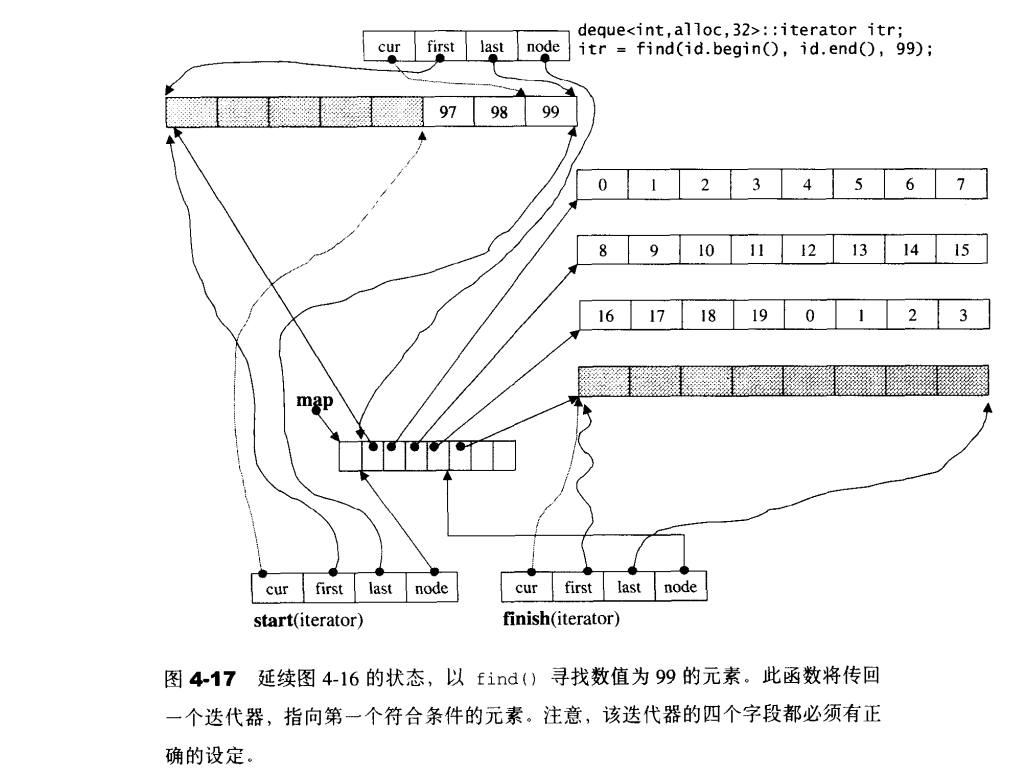 deque<int,alloc,32>::iterator itr;
cur first last node
itr = find(id.begin(), id.end(), 99);
97 98 99
0 1 2 3 4 5 6 7
8 9 10 11 12 13 14 15
16 17 18 19 0 1 2 3
map
cur first last node
cur first last node
start(iterator)
finish(iterator)
图 4-17 延续图 4-16 的状态，以 find() 寻找数值为 99 的元素。此函数将传回
一个迭代器，指向第一个符合条件的元素。注意，该迭代器的四个字段都必须有正
确的设定。